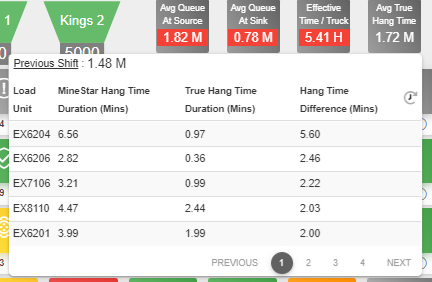 1
Kings 2
5000
Avg Queue
At Source
1.82 M
Avg Queue
At Sink
0.78 M
Effective
Time / Truck
5.41 H
Avg True
Hang Time
1.72 M
Previous Shift : 1.48 M
Load Unit
MineStar Hang Time Duration (Mins)
True Hang Time Duration (Mins)
Hang Time Difference (Mins)
EX6204 6.56 0.97 5.60
EX6206 2.82 0.36 2.46
EX7106 3.21 0.99 2.22
EX8110 4.47 2.44 2.03
EX6201 3.99 1.99 2.00
PREVIOUS 1 2 3 4 NEXT